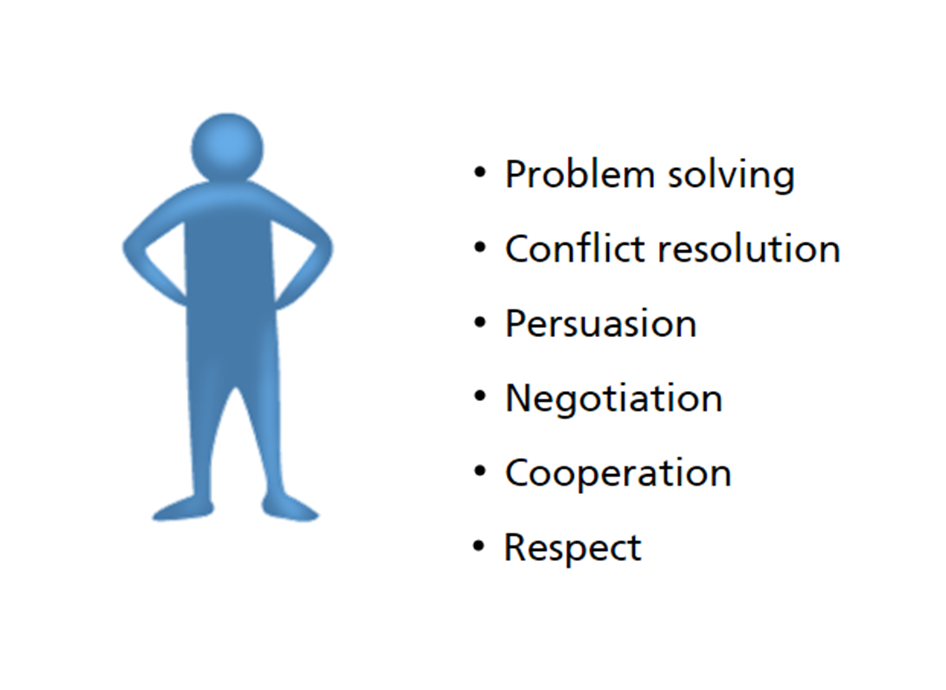 • Problem solving
• Conflict resolution
• Persuasion
• Negotiation
• Cooperation
• Respect